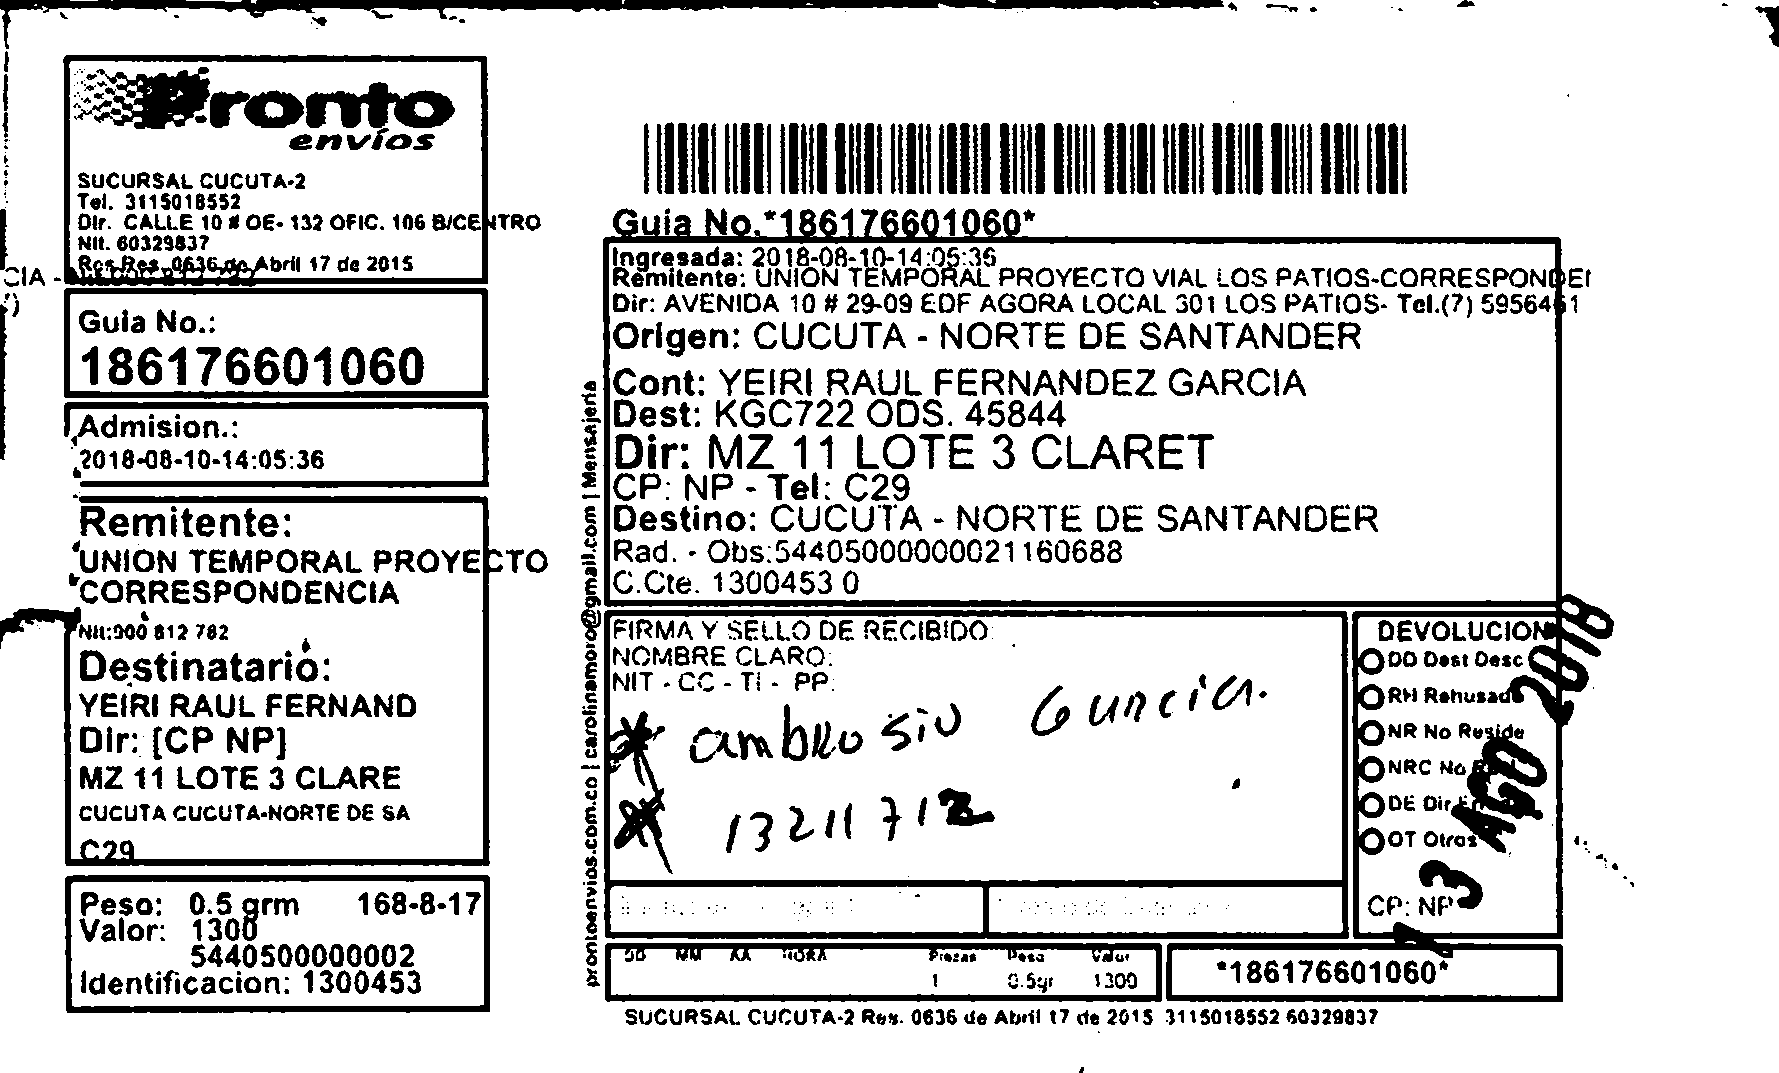 Pronto
envíos
SUCURSAL CUCUTA-2
Tel. 3115018552
Dir. CALLE 10 # OE- 132 OFIC. 106 B/CENTRO
Nit. 60329837
Res Res. 0636 de Abril 17 de 2015
CIA -
Guia No.:
186176601060
Admision.:
2018-08-10-14:05:36
Remitente:
UNION TEMPORAL PROYECTO
CORRESPONDENCIA
Nit:900 812 782
Destinatario:
YEIRI RAUL FERNAND
Dir: [CP NP]
MZ 11 LOTE 3 CLARE
CUCUTA CUCUTA-NORTE DE SA
C29
Peso: 0.5 grm 168-8-17
Valor: 1300
5440500000002
Identificacion: 1300453
prontoenvios.com.co | carolinamoro@gmail.com | Mensajeria
Guia No.*186176601060*
Ingresada: 2018-08-10-14:05:36
Remitente: UNION TEMPORAL PROYECTO VIAL LOS PATIOS-CORRESPONDEI
Dir: AVENIDA 10 # 29-09 EDF AGORA LOCAL 301 LOS PATIOS- Tel.(7) 5956461
Origen: CUCUTA - NORTE DE SANTANDER
Cont: YEIRI RAUL FERNANDEZ GARCIA
Dest: KGC722 ODS. 45844
Dir: MZ 11 LOTE 3 CLARET
CP: NP - Tel: C29
Destino: CUCUTA - NORTE DE SANTANDER
Rad. - Obs:54405000000021160688
C.Cte. 1300453 0
FIRMA Y SELLO DE RECIBIDO:
NOMBRE CLARO:
NIT - CC - TI - PP:
ambrosio Garcia.
13211712
DEVOLUCION
DD Dest Desc
RH Rehusado
NR No Reside
NRC No
DE Dir
OT Otros
CP: NP
13 AGO 2018
DD MM AA HORA Piezas Peso Valor
1 0.5gr 1300
*186176601060*
SUCURSAL CUCUTA-2 Res. 0636 de Abril 17 de 2015 3115018552 60329837